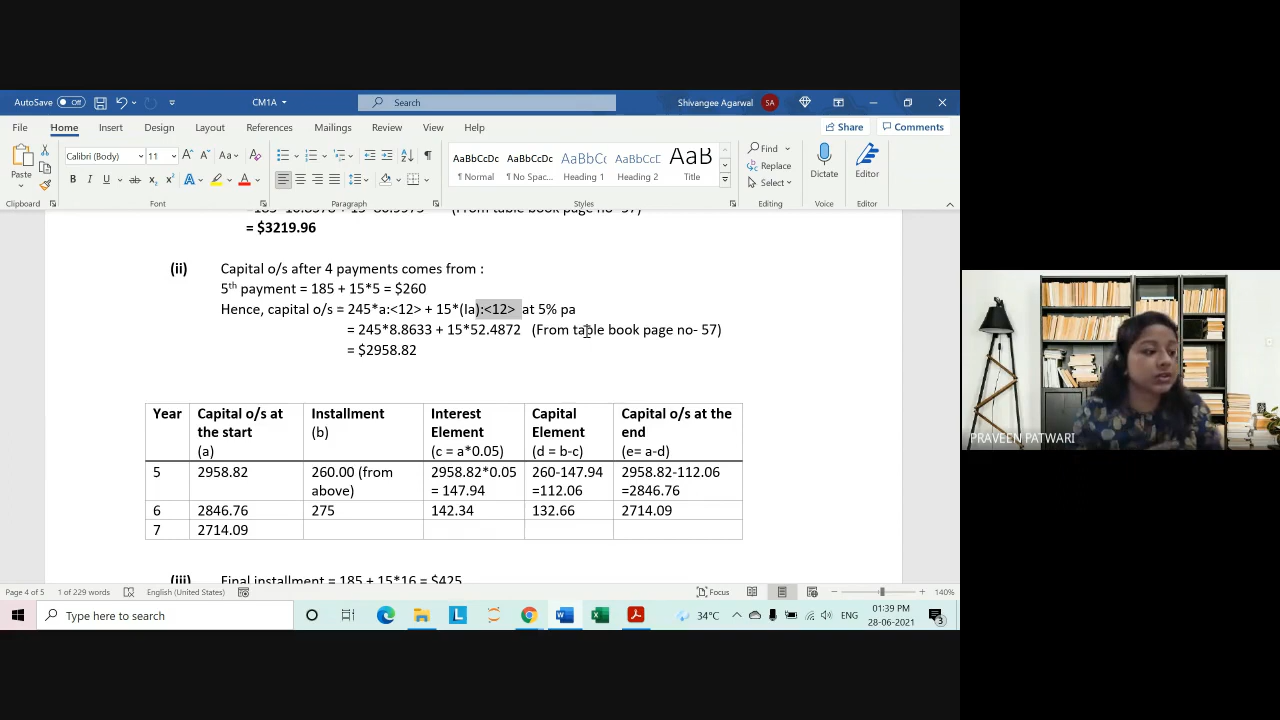 AutoSave Off CM1A Search Shivangee Agarwal SA
File Home Insert Design Layout References Mailings Review View Help Share Comments
Paste Calibri (Body) 11 Aa AaBbCcDc AaBbCcDc AaBbCc AaBbCcD AaB Find Replace Select Dictate Editor
¶ Normal ¶ No Spac... Heading 1 Heading 2 Title
Clipboard Font Paragraph Styles Editing Voice Editor
= $3219.96
(ii) Capital o/s after 4 payments comes from :
5th payment = 185 + 15*5 = $260
Hence, capital o/s = 245*a:<12> + 15*(Ia):<12> at 5% pa
= 245*8.8633 + 15*52.4872 (From table book page no- 57)
= $2958.82
Year Capital o/s at the start (a) Installment (b) Interest Element (c = a*0.05) Capital Element (d = b-c) Capital o/s at the end (e= a-d)
5 2958.82 260.00 (from above) 2958.82*0.05 = 147.94 260-147.94 =112.06 2958.82-112.06 =2846.76
6 2846.76 275 142.34 132.66 2714.09
7 2714.09
(iii) Final installment = 185 + 15*16 = $425
Page 4 of 5 1 of 229 words English (United States) Focus 140%
Type here to search 34°C ENG 01:39 PM 28-06-2021 3
PRAVEEN PATWARI